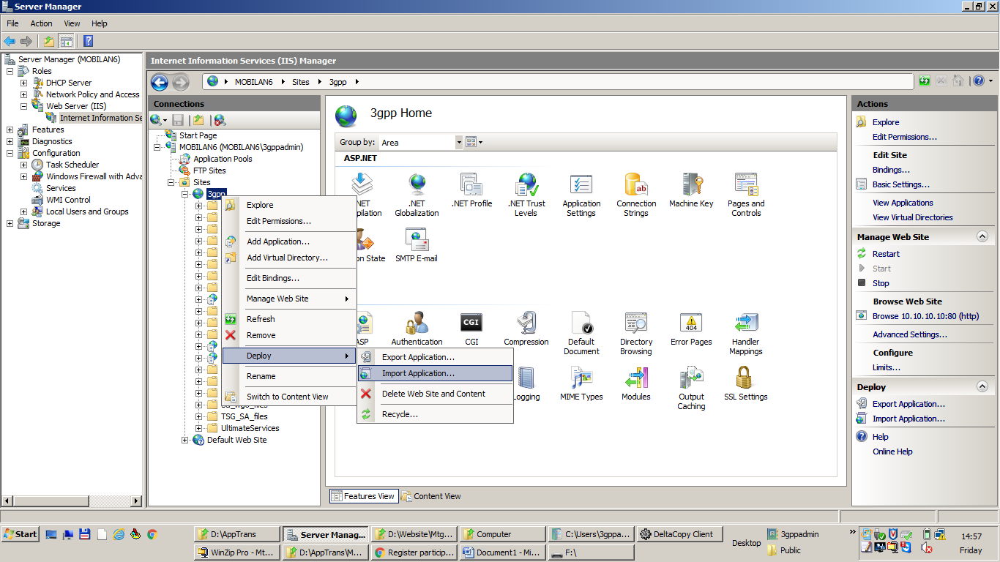 Server Manager
File Action View Help
Server Manager (MOBILAN6)
Roles
DHCP Server
Network Policy and Access
Web Server (IIS)
Internet Information Se
Features
Diagnostics
Configuration
Task Scheduler
Windows Firewall with Adva
Services
WMI Control
Local Users and Groups
Storage
Internet Information Services (IIS) Manager
MOBILAN6 Sites 3gpp
Connections
Start Page
MOBILAN6 (MOBILAN6\3gppadmin)
Application Pools
FTP Sites
Sites
3gpp
TSG_SA_files
UltimateServices
Default Web Site
Explore
Edit Permissions...
Add Application...
Add Virtual Directory...
Edit Bindings...
Manage Web Site
Refresh
Remove
Deploy
Rename
Switch to Content View
Export Application...
Import Application...
Delete Web Site and Content
Recycle...
3gpp Home
Group by: Area
ASP.NET
.NET Globalization
.NET Profile
.NET Trust Levels
Application Settings
Connection Strings
Machine Key
Pages and Controls
on State
SMTP E-mail
ASP
Authentication
CGI
CGI
Compression
Default Document
Directory Browsing
404
Error Pages
Handler Mappings
ogging
MIME Types
Modules
Output Caching
SSL Settings
Features View Content View
Actions
Explore
Edit Permissions...
Edit Site
Bindings...
Basic Settings...
View Applications
View Virtual Directories
Manage Web Site
Restart
Start
Stop
Browse Web Site
Browse 10.10.10.10:80 (http)
Advanced Settings...
Configure
Limits...
Deploy
Export Application...
Import Application...
Help
Online Help
Start
D:\AppTrans
Server Manag...
D:\Website\Mtg...
Computer
C:\Users\3gppa...
DeltaCopy Client
WinZip Pro - Mt...
D:\AppTrans\M...
Register particip...
Document1 - Mi...
F:\
Desktop
3gppadmin
Public
14:57
Friday